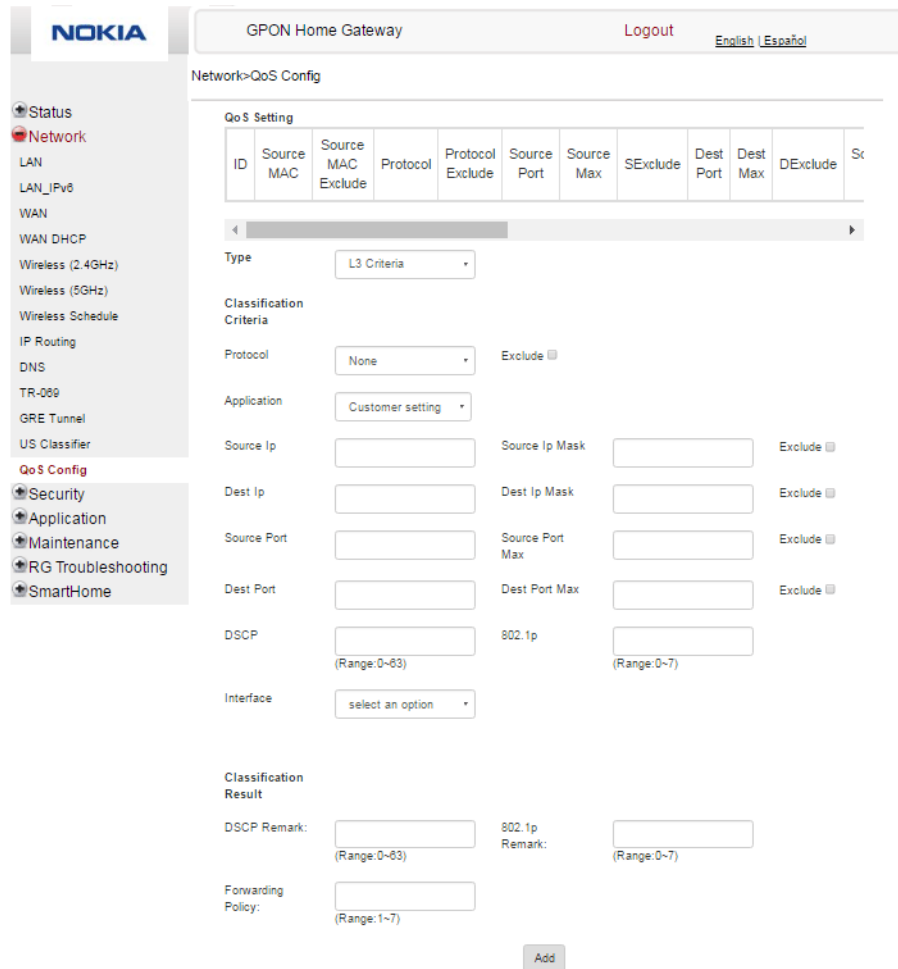 NOKIA
GPON Home Gateway
Logout
English | Español
Network>QoS Config
Status
Network
LAN
LAN_IPv6
WAN
WAN DHCP
Wireless (2.4GHz)
Wireless (5GHz)
Wireless Schedule
IP Routing
DNS
TR-069
GRE Tunnel
US Classifier
QoS Config
Security
Application
Maintenance
RG Troubleshooting
SmartHome
QoS Setting
ID Source MAC Source MAC Exclude Protocol Protocol Exclude Source Port Source Max SExclude Dest Port Dest Max DExclude
Type L3 Criteria
Classification
Criteria
Protocol None Exclude
Application Customer setting
Source Ip Source Ip Mask Exclude
Dest Ip Dest Ip Mask Exclude
Source Port Source Port Max Exclude
Dest Port Dest Port Max Exclude
DSCP 802.1p
(Range:0~63) (Range:0~7)
Interface select an option
Classification
Result
DSCP Remark: 802.1p Remark:
(Range:0~63) (Range:0~7)
Forwarding
Policy:
(Range:1~7)
Add